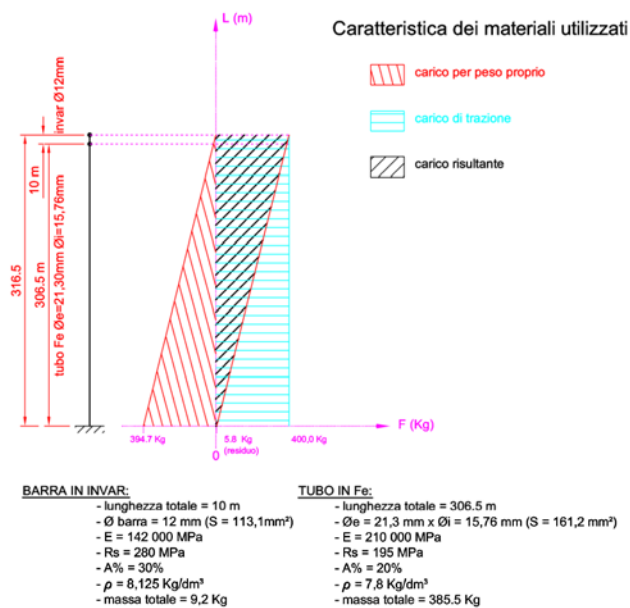 L (m)
Caratteristica dei materiali utilizzati
carico per peso proprio
carico di trazione
carico risultante
invar Ø12mm
10 m
316.5
306.5 m
tubo Fe Øe=21,30mm Øi=15,76mm
F (Kg)
394.7 Kg
0
5.8 Kg
(residuo)
400,0 Kg
BARRA IN INVAR:
- lunghezza totale = 10 m
- Ø barra = 12 mm (S = 113,1mm²)
- E = 142 000 MPa
- Rs = 280 MPa
- A% = 30%
- ρ = 8,125 Kg/dm³
- massa totale = 9,2 Kg
TUBO IN Fe:
- lunghezza totale = 306.5 m
- Øe = 21,3 mm x Øi = 15,76 mm (S = 161,2 mm²)
- E = 210 000 MPa
- Rs = 195 MPa
- A% = 20%
- ρ = 7,8 Kg/dm³
- massa totale = 385.5 Kg